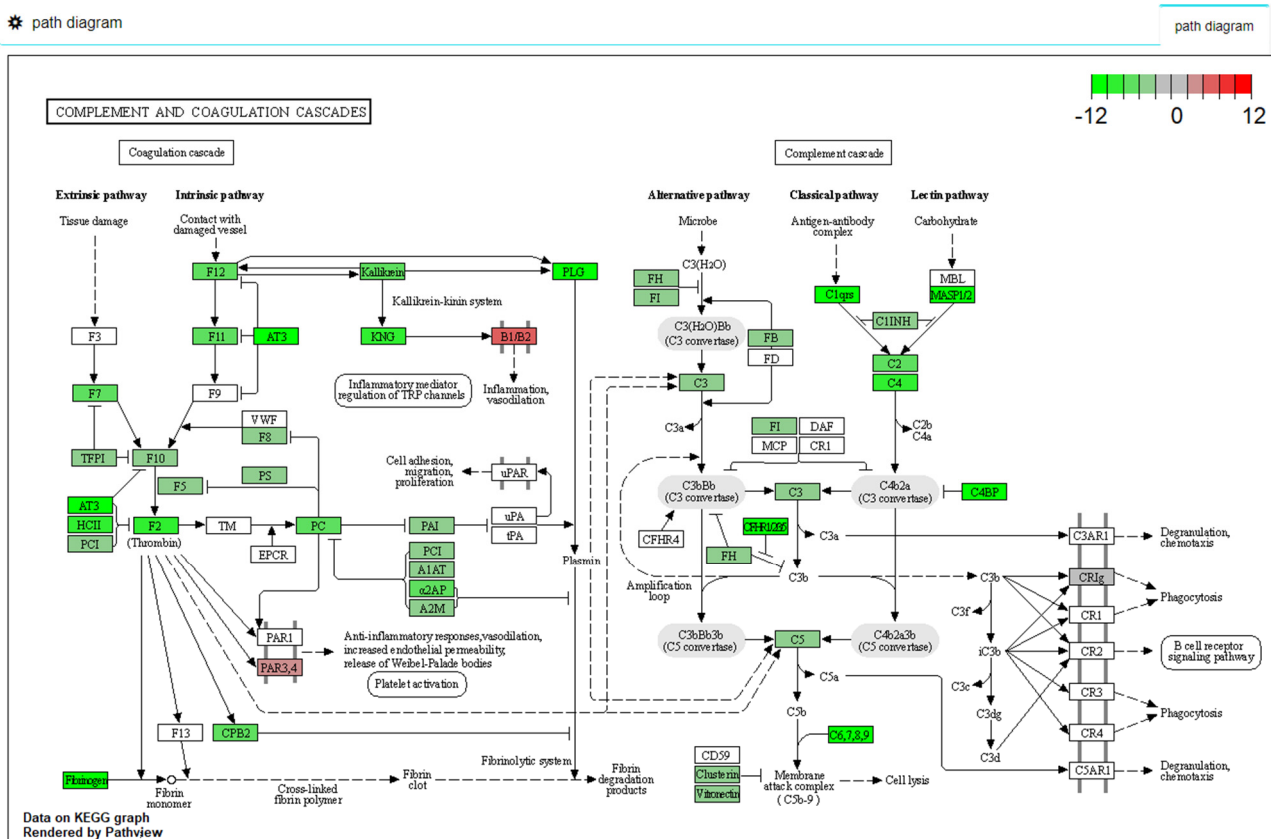 path diagram
path diagram
-12 0 12
COMPLEMENT AND COAGULATION CASCADES
Coagulation cascade
Complement cascade
Extrinsic pathway
Intrinsic pathway
Alternative pathway
Classical pathway
Lectin pathway
Tissue damage
Contact with
damaged vessel
Microbe
Antigen-antibody
complex
Carbohydrate
F12
Kallikrein
PLG
C3(H2O)
FH
FI
MBL
C1qrs
MASP1/2
Kallikrein-kinin system
C1INH
F3
F11
AT3
KNG
B1/B2
C3(H2O)Bb
(C3 convertase)
FB
FD
C2
C4
F7
F9
Inflammatory mediator
regulation of TRP channels
Inflammation,
vasodilation
C3
VWF
F8
C3a
FI
DAF
MCP
CR1
C2b
C4a
TFPI
F10
PS
F5
Cell adhesion,
migration,
proliferation
uPAR
C3bBb
(C3 convertase)
C3
C4b2a
(C3 convertase)
C4BP
AT3
HCII
PCI
F2
(Thrombin)
TM
EPCR
PC
PAI
uPA
tPA
CFHR4
CFHR1/2/3/5
C3a
C3AR1
Degranulation,
chemotaxis
PCI
A1AT
α2AP
A2M
Plasmin
FH
Amplification
loop
C3b
C3b
CRIg
Phagocytosis
C3f
CR1
PAR1
PAR3,4
Anti-inflammatory responses,vasodilation,
increased endothelial permeability,
release of Weibel-Palade bodies
Platelet activation
C3bBb3b
(C5 convertase)
C5
C4b2a3b
(C5 convertase)
iC3b
CR2
B cell receptor
signaling pathway
C5a
C3c
CR3
C3dg
Phagocytosis
C5b
F13
CPB2
C6,7,8,9
CR4
C3d
CD59
Clusterin
Vitronectin
Fibrinolytic system
Fibrinogen
Fibrin
monomer
Cross-linked
fibrin polymer
Fibrin
clot
Fibrin
degradation
products
Membrane
attack complex
(C5b-9)
Cell lysis
C5AR1
Degranulation,
chemotaxis
Data on KEGG graph
Rendered by Pathview